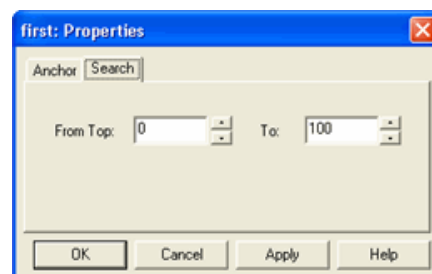 first: Properties
Anchor Search
From Top: 0 To: 100
OK Cancel Apply Help